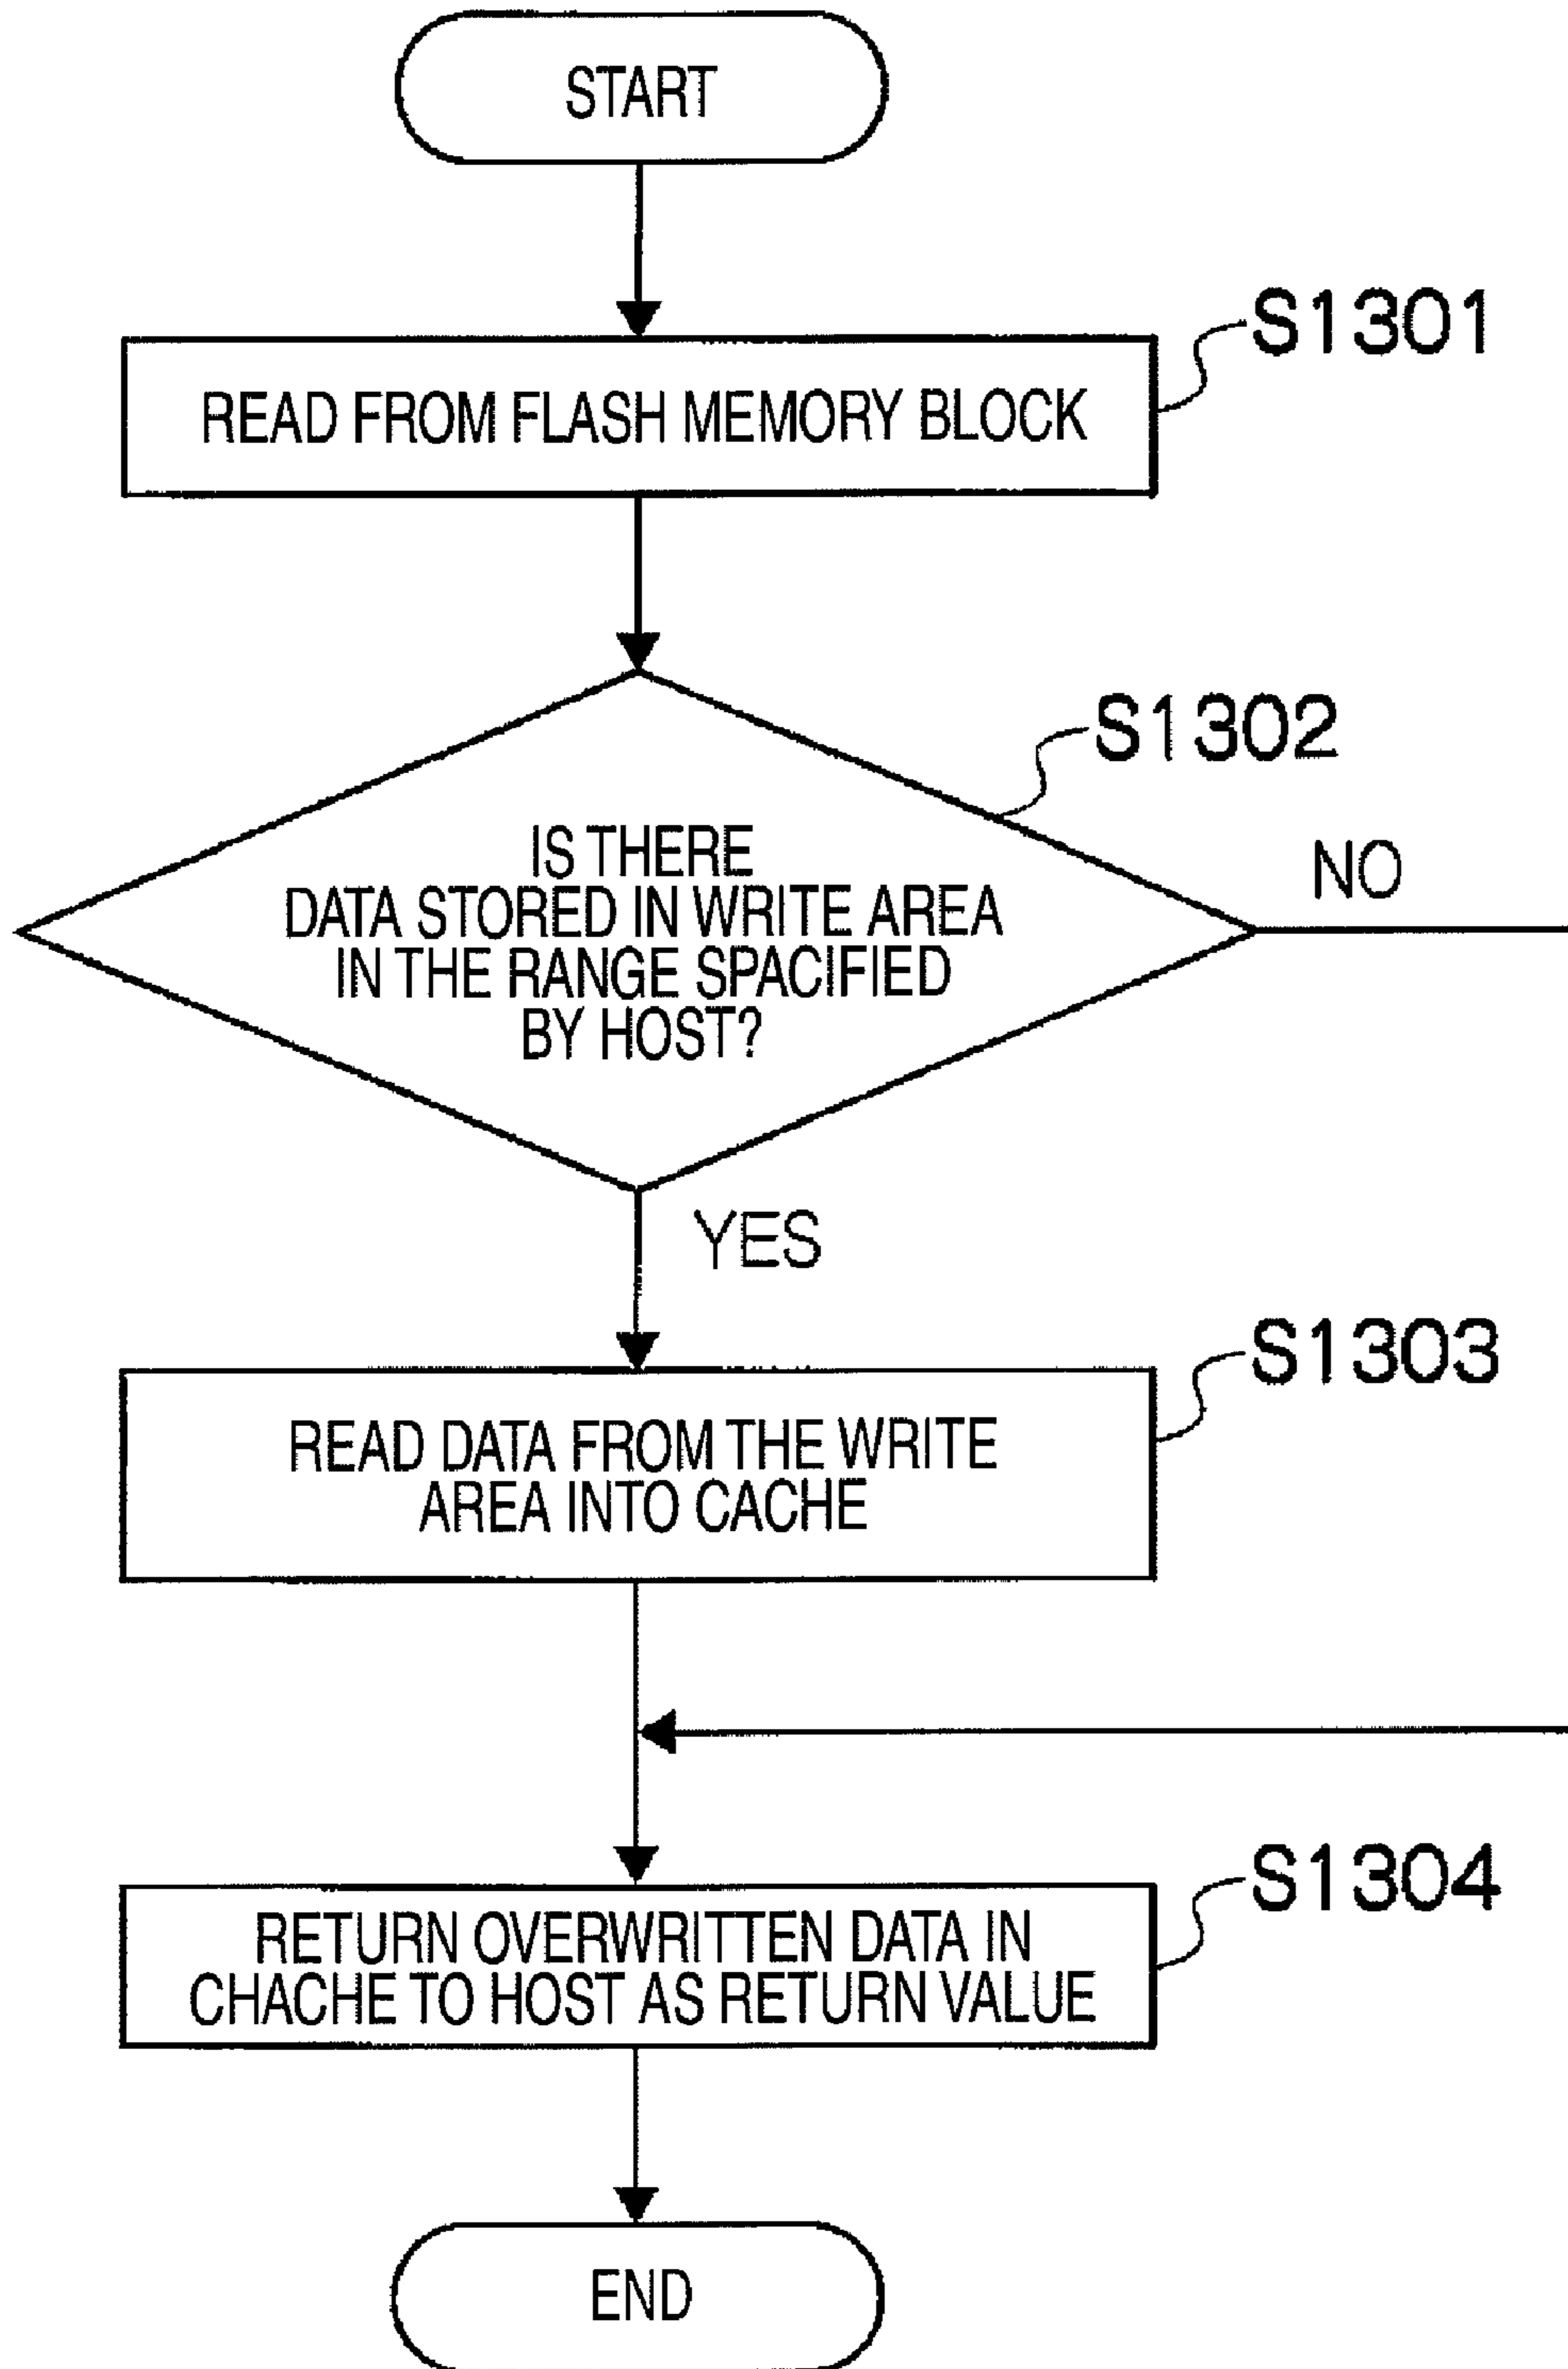 START
S1301
READ FROM FLASH MEMORY BLOCK
S1302
IS THERE
DATA STORED IN WRITE AREA
IN THE RANGE SPACIFIED
BY HOST?
NO
YES
S1303
READ DATA FROM THE WRITE
AREA INTO CACHE
S1304
RETURN OVERWRITTEN DATA IN
CHACHE TO HOST AS RETURN VALUE
END